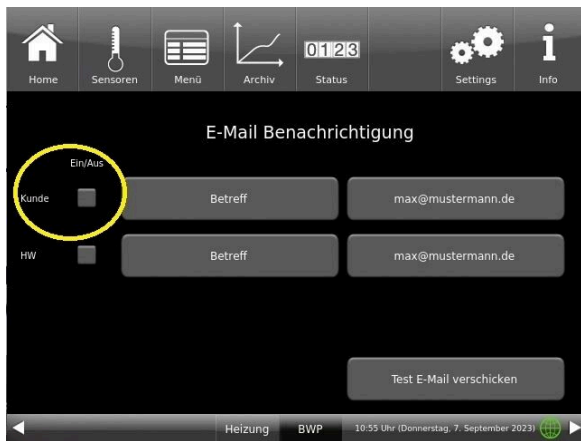 Home Sensoren Menü Archiv 0123 Status Settings i Info
E-Mail Benachrichtigung
Ein/Aus
Kunde Betreff max@mustermann.de
HW Betreff max@mustermann.de
Test E-Mail verschicken
Heizung BWP 10:55 Uhr (Donnerstag, 7. September 2023)